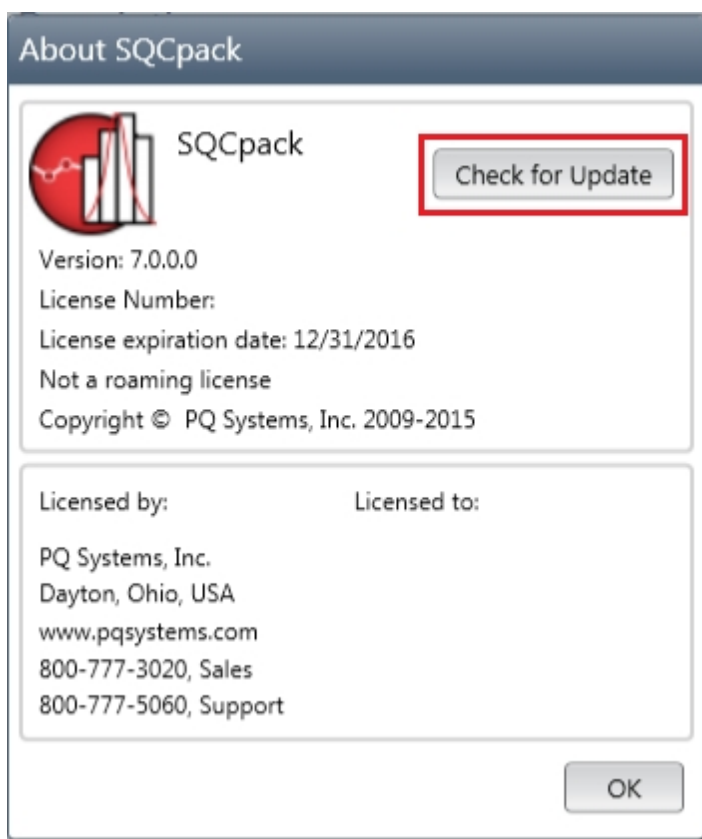 About SQCpack
SQCpack
Check for Update
Version: 7.0.0.0
License Number:
License expiration date: 12/31/2016
Not a roaming license
Copyright © PQ Systems, Inc. 2009-2015
Licensed by: Licensed to:
PQ Systems, Inc.
Dayton, Ohio, USA
www.pqsystems.com
800-777-3020, Sales
800-777-5060, Support
OK